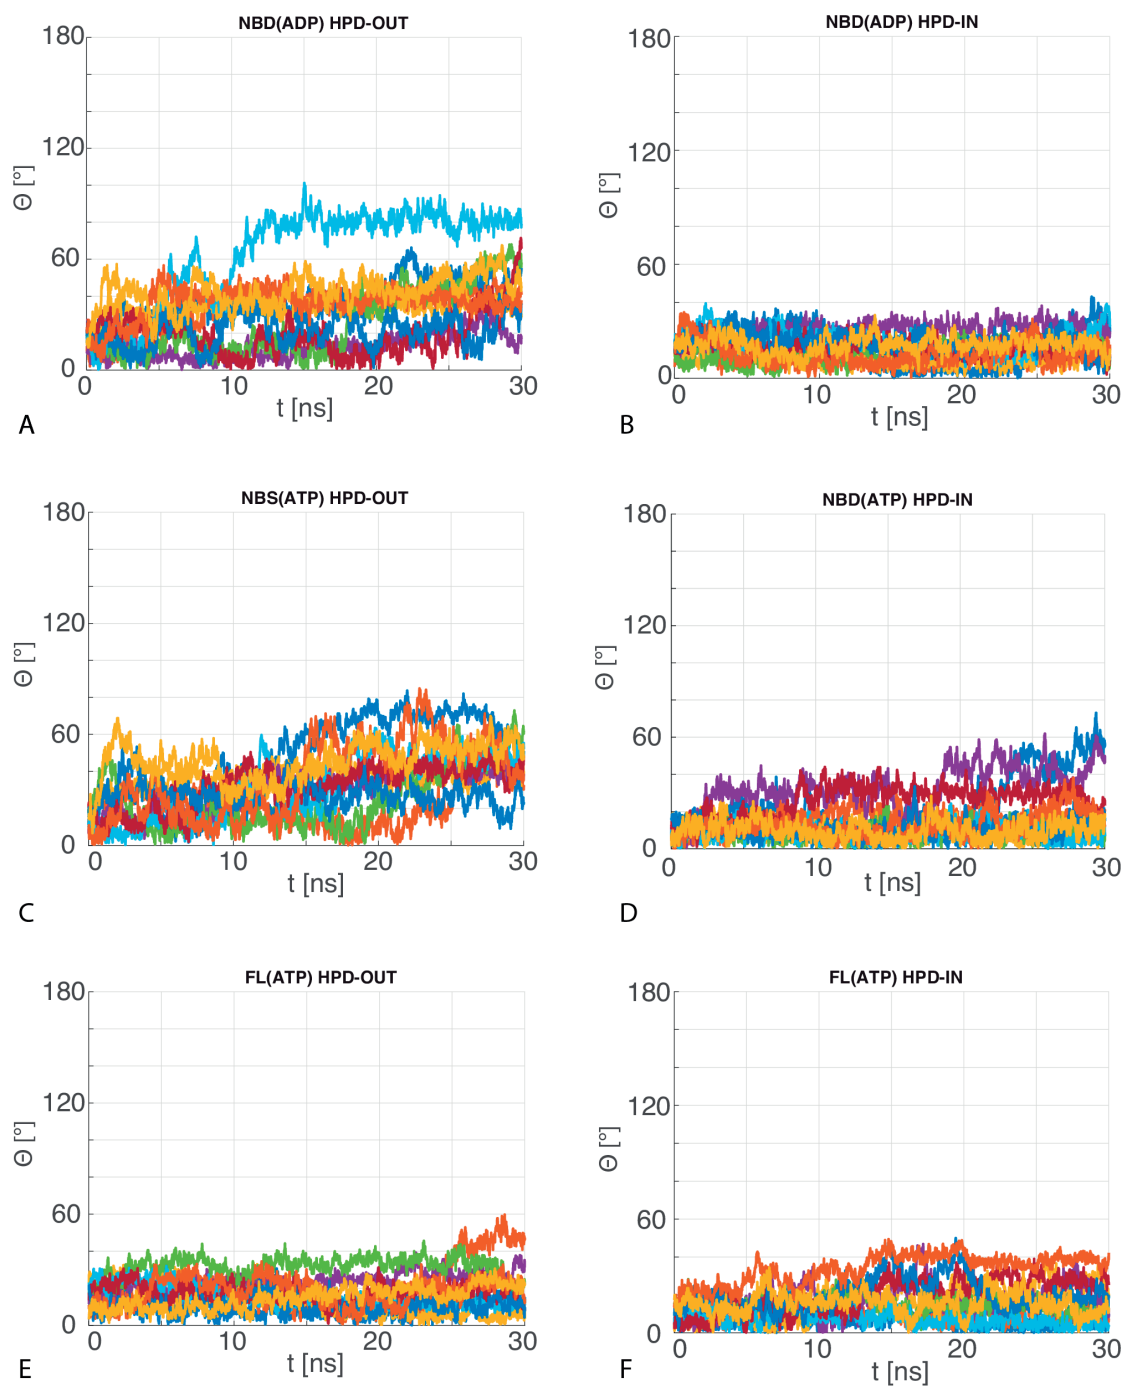 NBD(ADP) HPD-OUT
180
120
60
0
Θ [°]
0 10 20 30
t [ns]
A
NBD(ADP) HPD-IN
180
120
60
0
Θ [°]
0 10 20 30
t [ns]
B
NBS(ATP) HPD-OUT
180
120
60
0
Θ [°]
0 10 20 30
t [ns]
C
NBD(ATP) HPD-IN
180
120
60
0
Θ [°]
0 10 20 30
t [ns]
D
FL(ATP) HPD-OUT
180
120
60
0
Θ [°]
0 10 20 30
t [ns]
E
FL(ATP) HPD-IN
180
120
60
0
Θ [°]
0 10 20 30
t [ns]
F